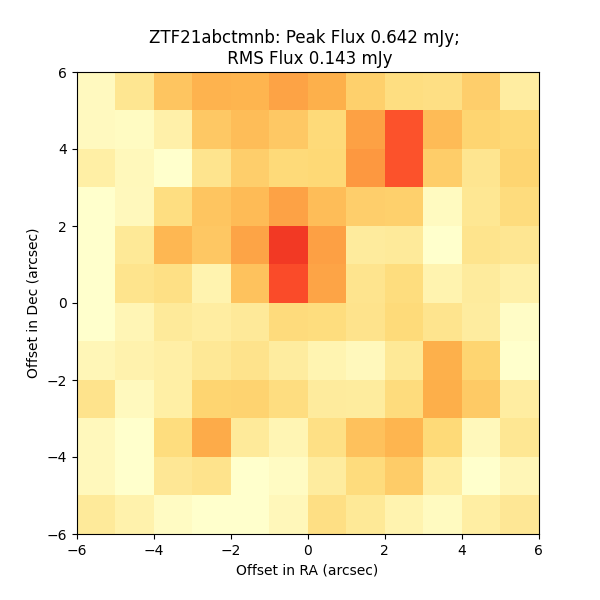 ZTF21abctmnb: Peak Flux 0.642 mJy;
RMS Flux 0.143 mJy
6
4
2
0
−2
−4
−6
Offset in Dec (arcsec)
−6 −4 −2 0 2 4 6
Offset in RA (arcsec)